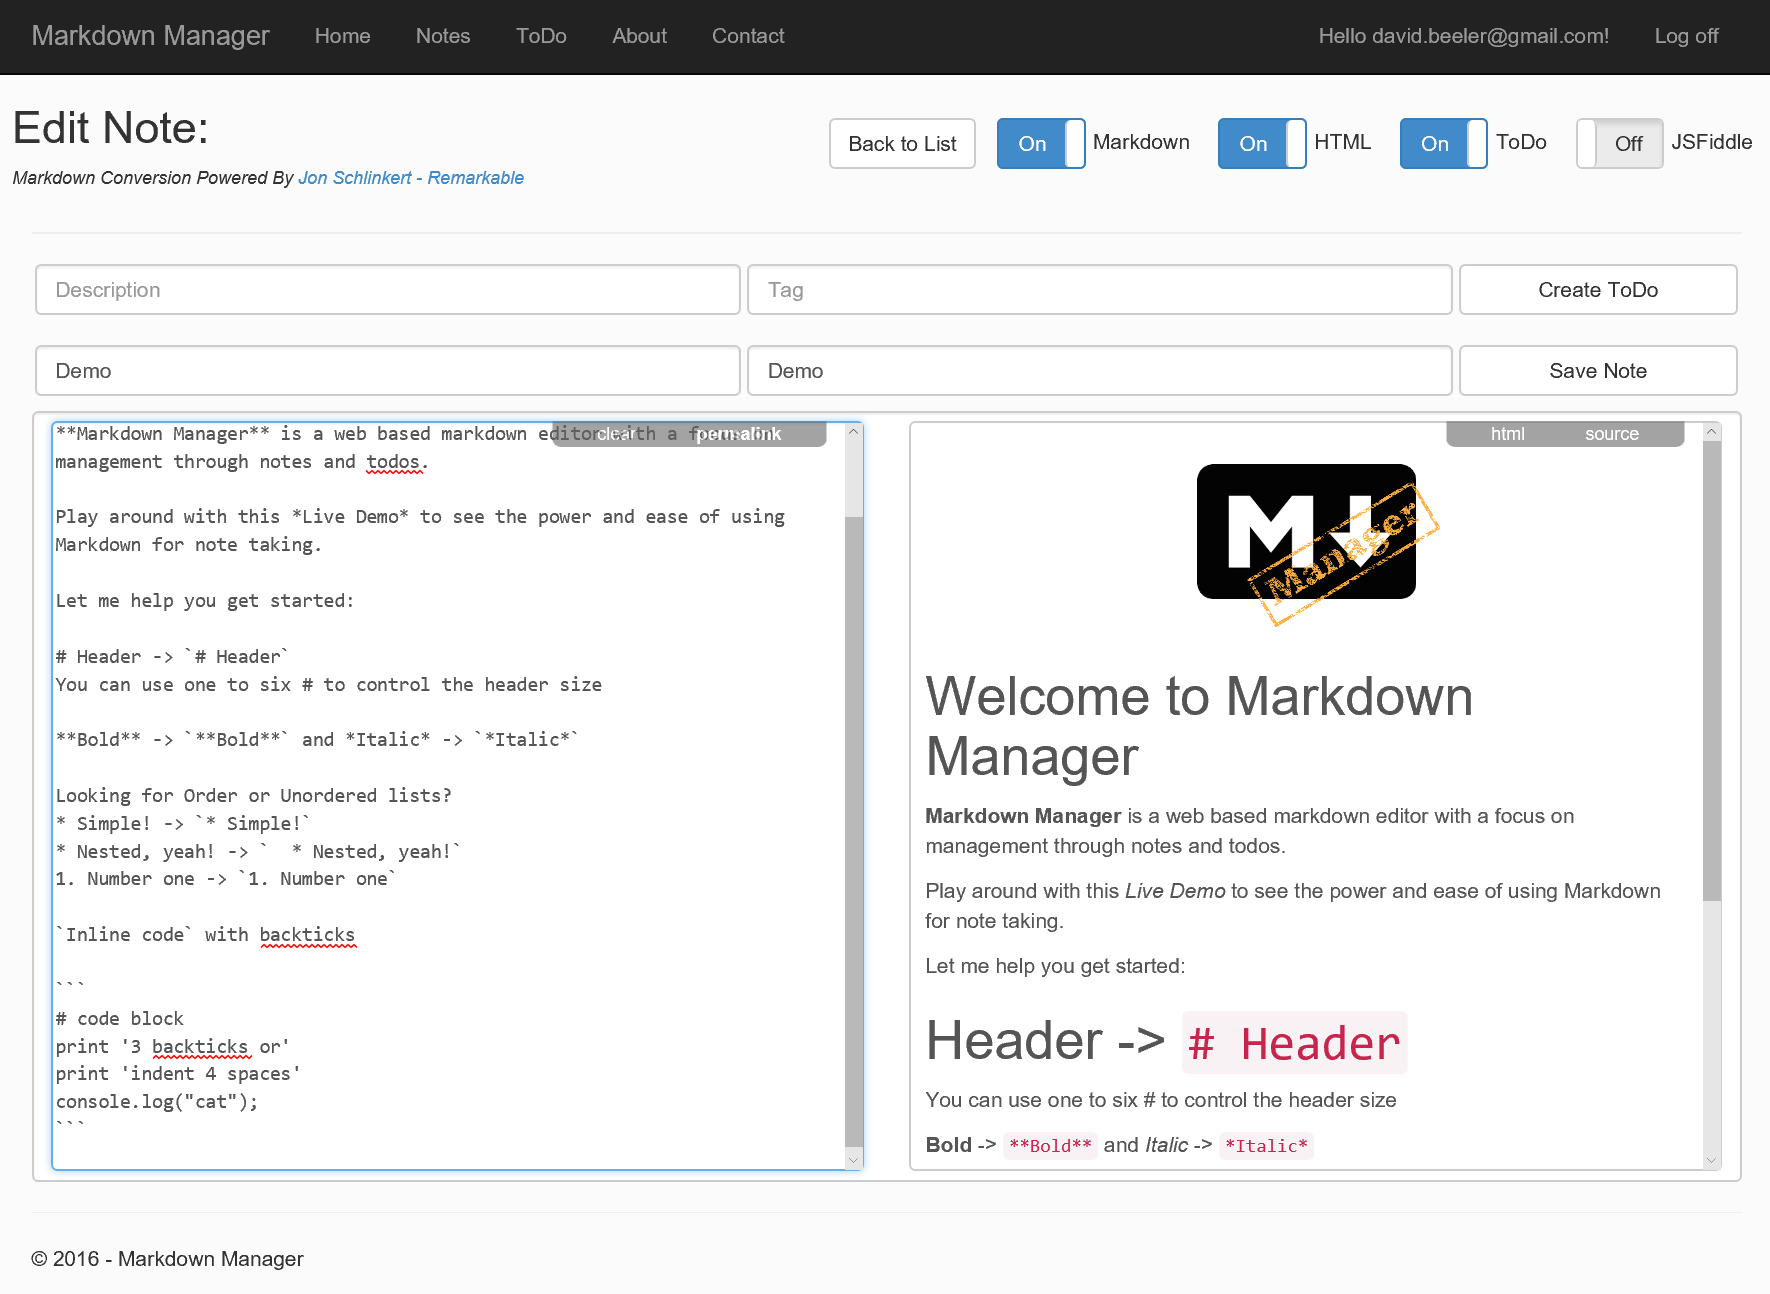 Markdown Manager Home Notes ToDo About Contact Hello david.beeler@gmail.com! Log off
Edit Note:
Markdown Conversion Powered By Jon Schlinkert - Remarkable
Back to List On Markdown On HTML On ToDo Off JSFiddle
Description Tag Create ToDo
Demo Demo Save Note
clear permalink
**Markdown Manager** is a web based markdown editor with a focus on
management through notes and todos.
Play around with this *Live Demo* to see the power and ease of using
Markdown for note taking.
Let me help you get started:
# Header -> `# Header`
You can use one to six # to control the header size
**Bold** -> `**Bold**` and *Italic* -> `*Italic*`
Looking for Order or Unordered lists?
* Simple! -> `* Simple!`
* Nested, yeah! -> `  * Nested, yeah!`
1. Number one -> `1. Number one`
`Inline code` with backticks
```
# code block
print '3 backticks or'
print 'indent 4 spaces'
console.log("cat");
```
html source
M
Manager
Welcome to Markdown
Manager
Markdown Manager is a web based markdown editor with a focus on
management through notes and todos.
Play around with this Live Demo to see the power and ease of using Markdown
for note taking.
Let me help you get started:
Header -> # Header
You can use one to six # to control the header size
Bold -> **Bold** and Italic -> *Italic*
© 2016 - Markdown Manager